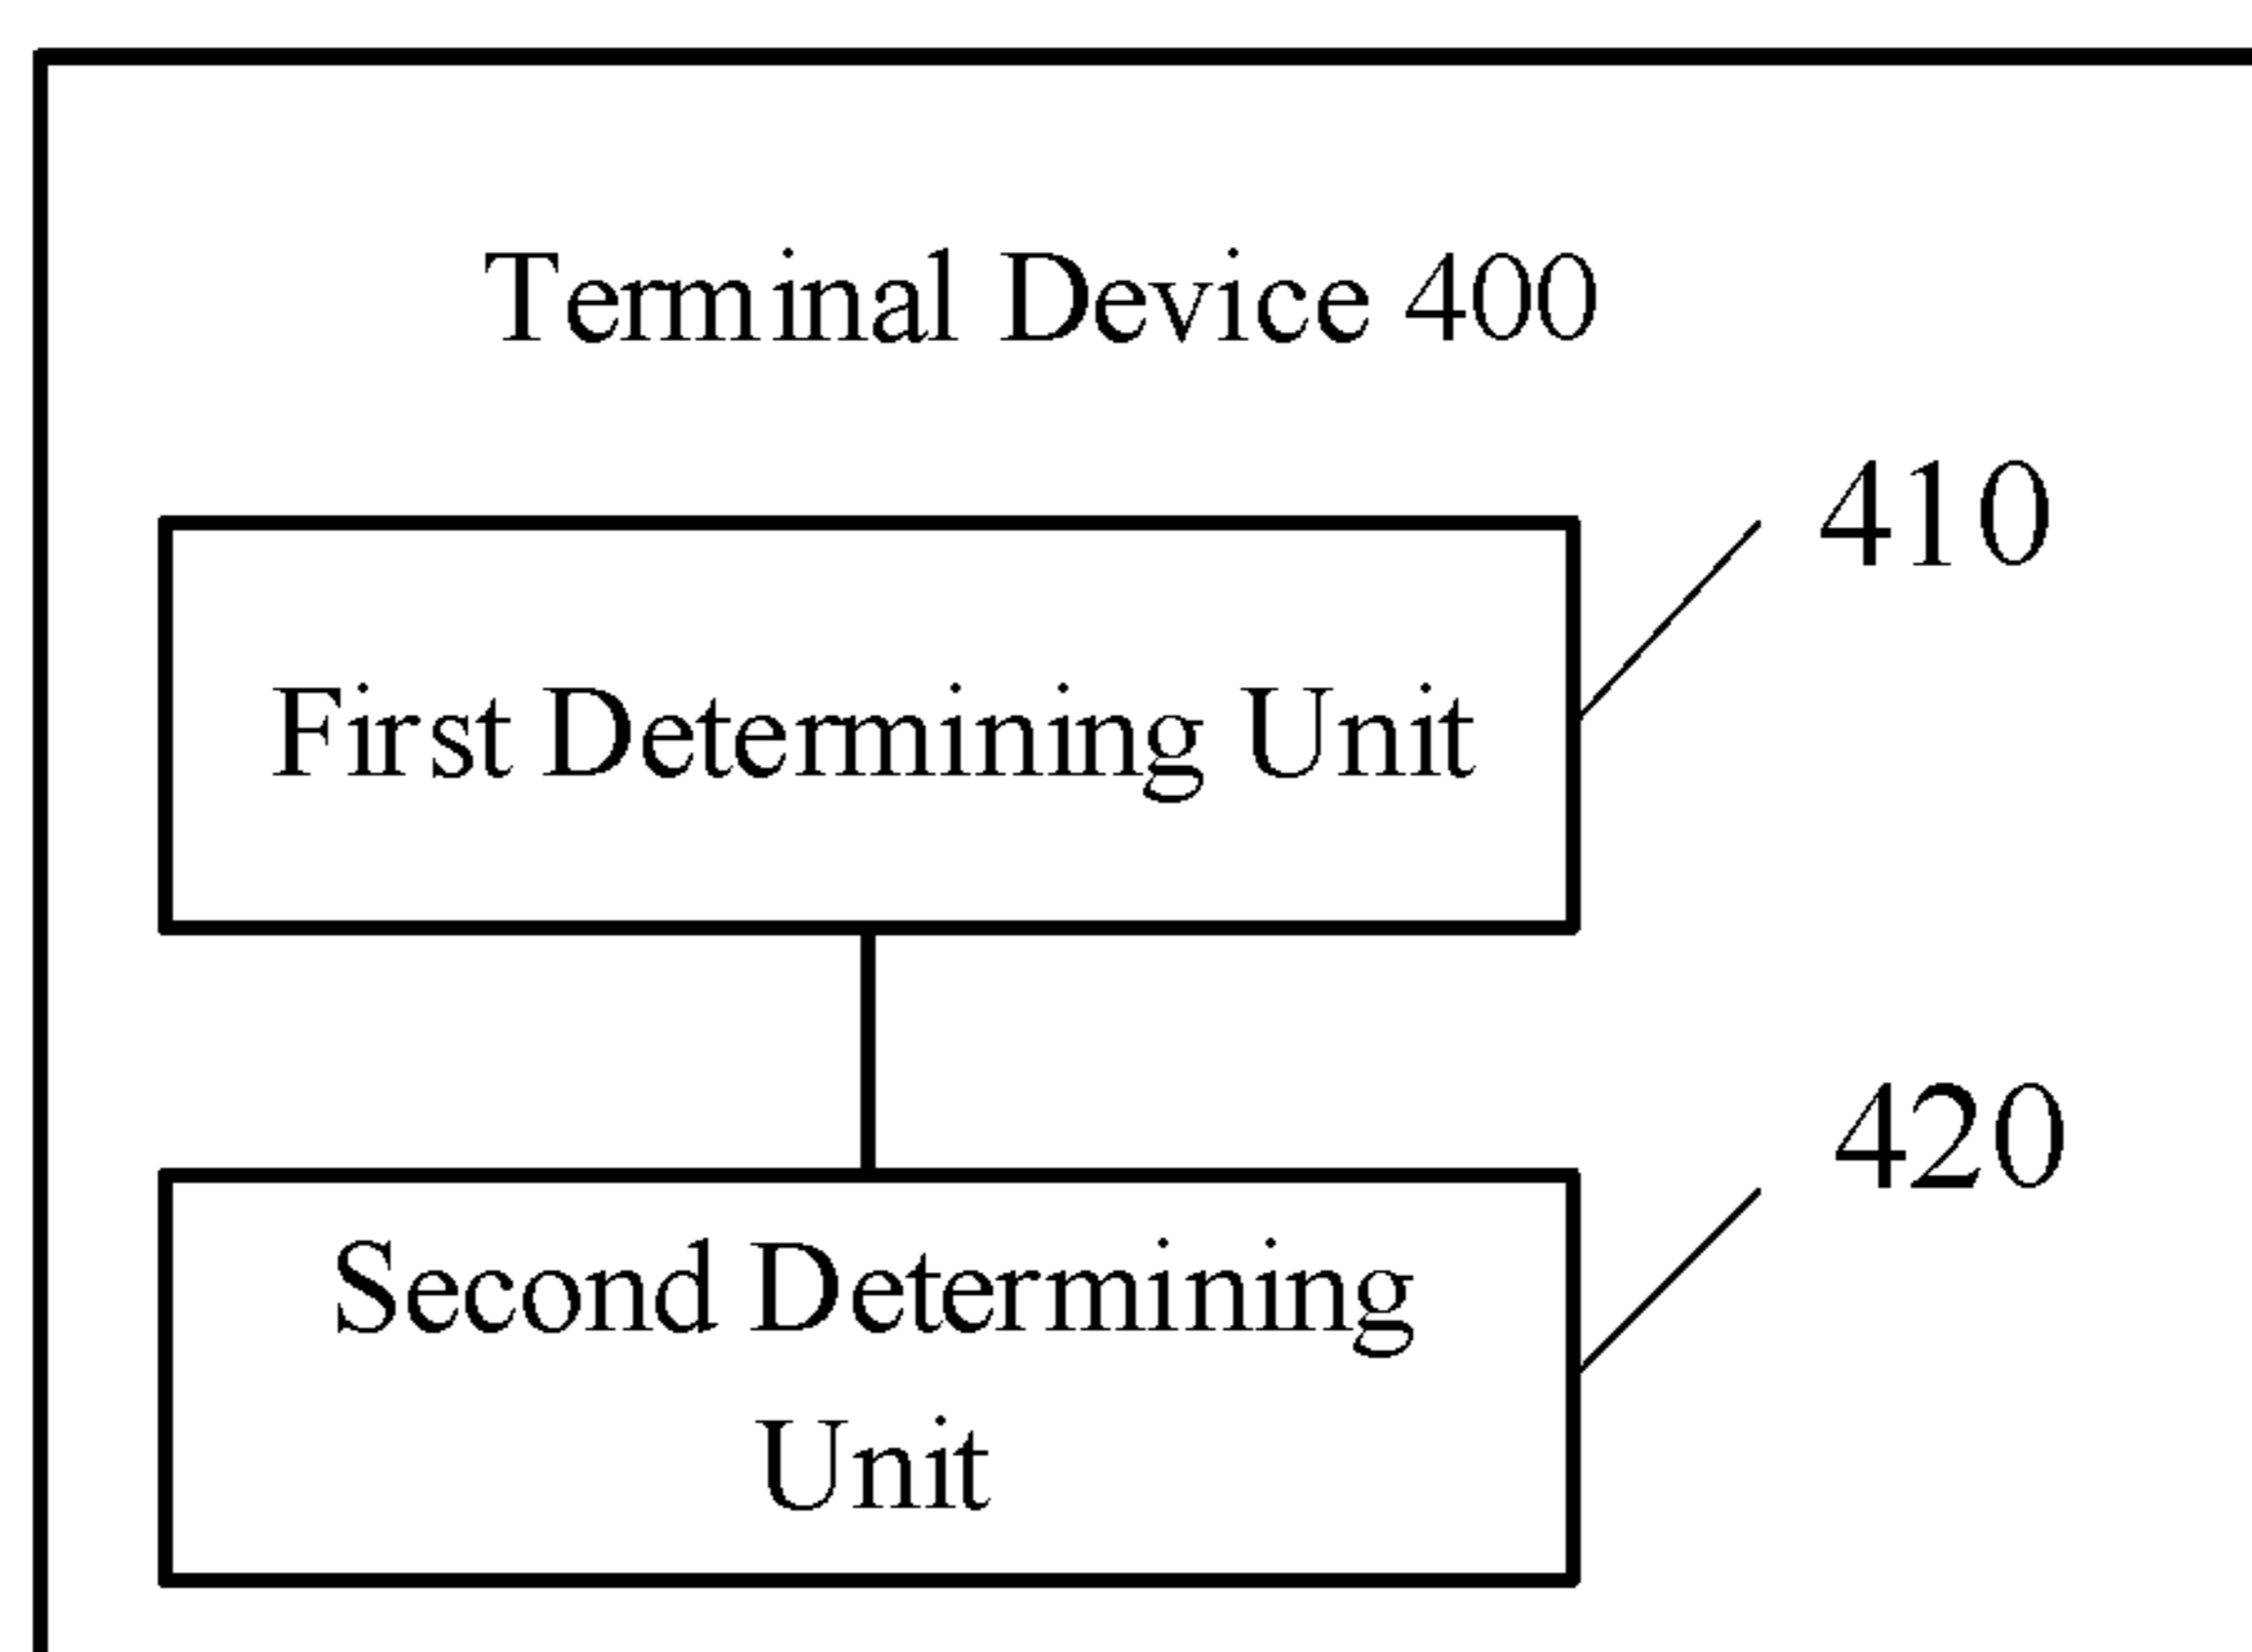 Terminal Device 400
410
First Determining Unit
420
Second Determining
Unit